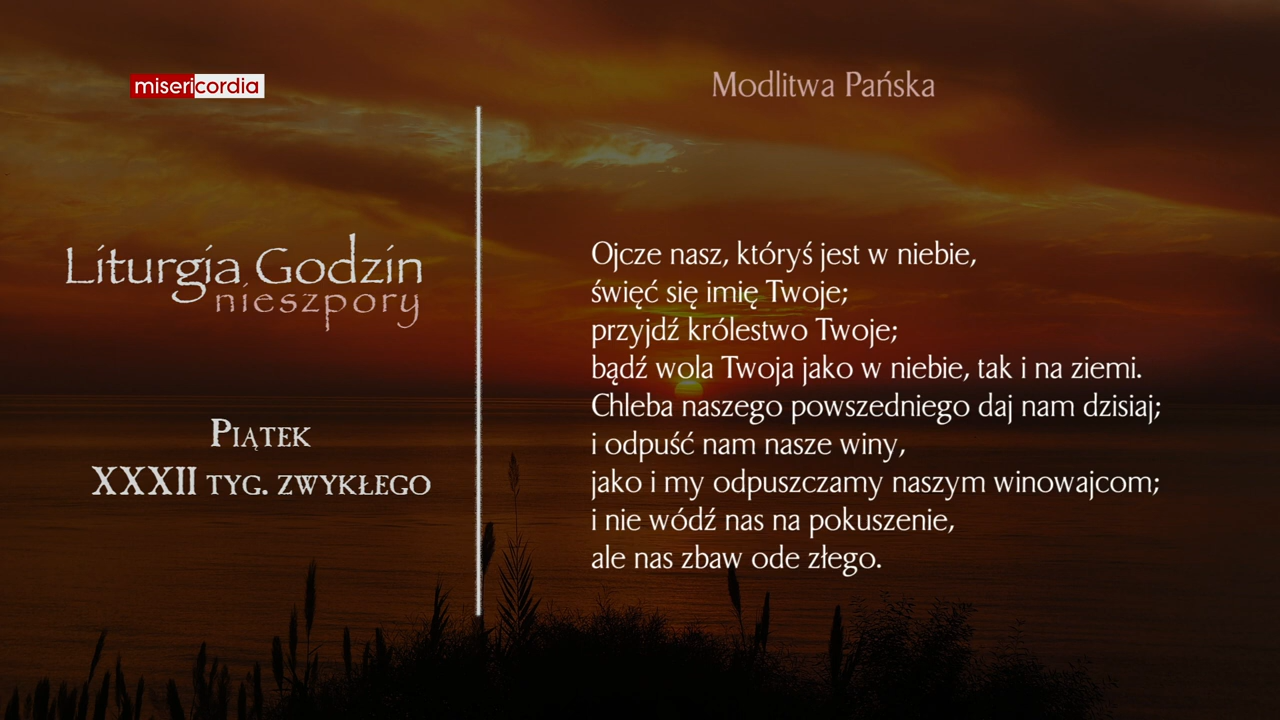 misericordia
Liturgia Godzin
nieszpory
Piątek
XXXII tyg. zwykłego
Modlitwa Pańska
Ojcze nasz, któryś jest w niebie,
święć się imię Twoje;
przyjdź królestwo Twoje;
bądź wola Twoja jako w niebie, tak i na ziemi.
Chleba naszego powszedniego daj nam dzisiaj;
i odpuść nam nasze winy,
jako i my odpuszczamy naszym winowajcom;
i nie wódź nas na pokuszenie,
ale nas zbaw ode złego.